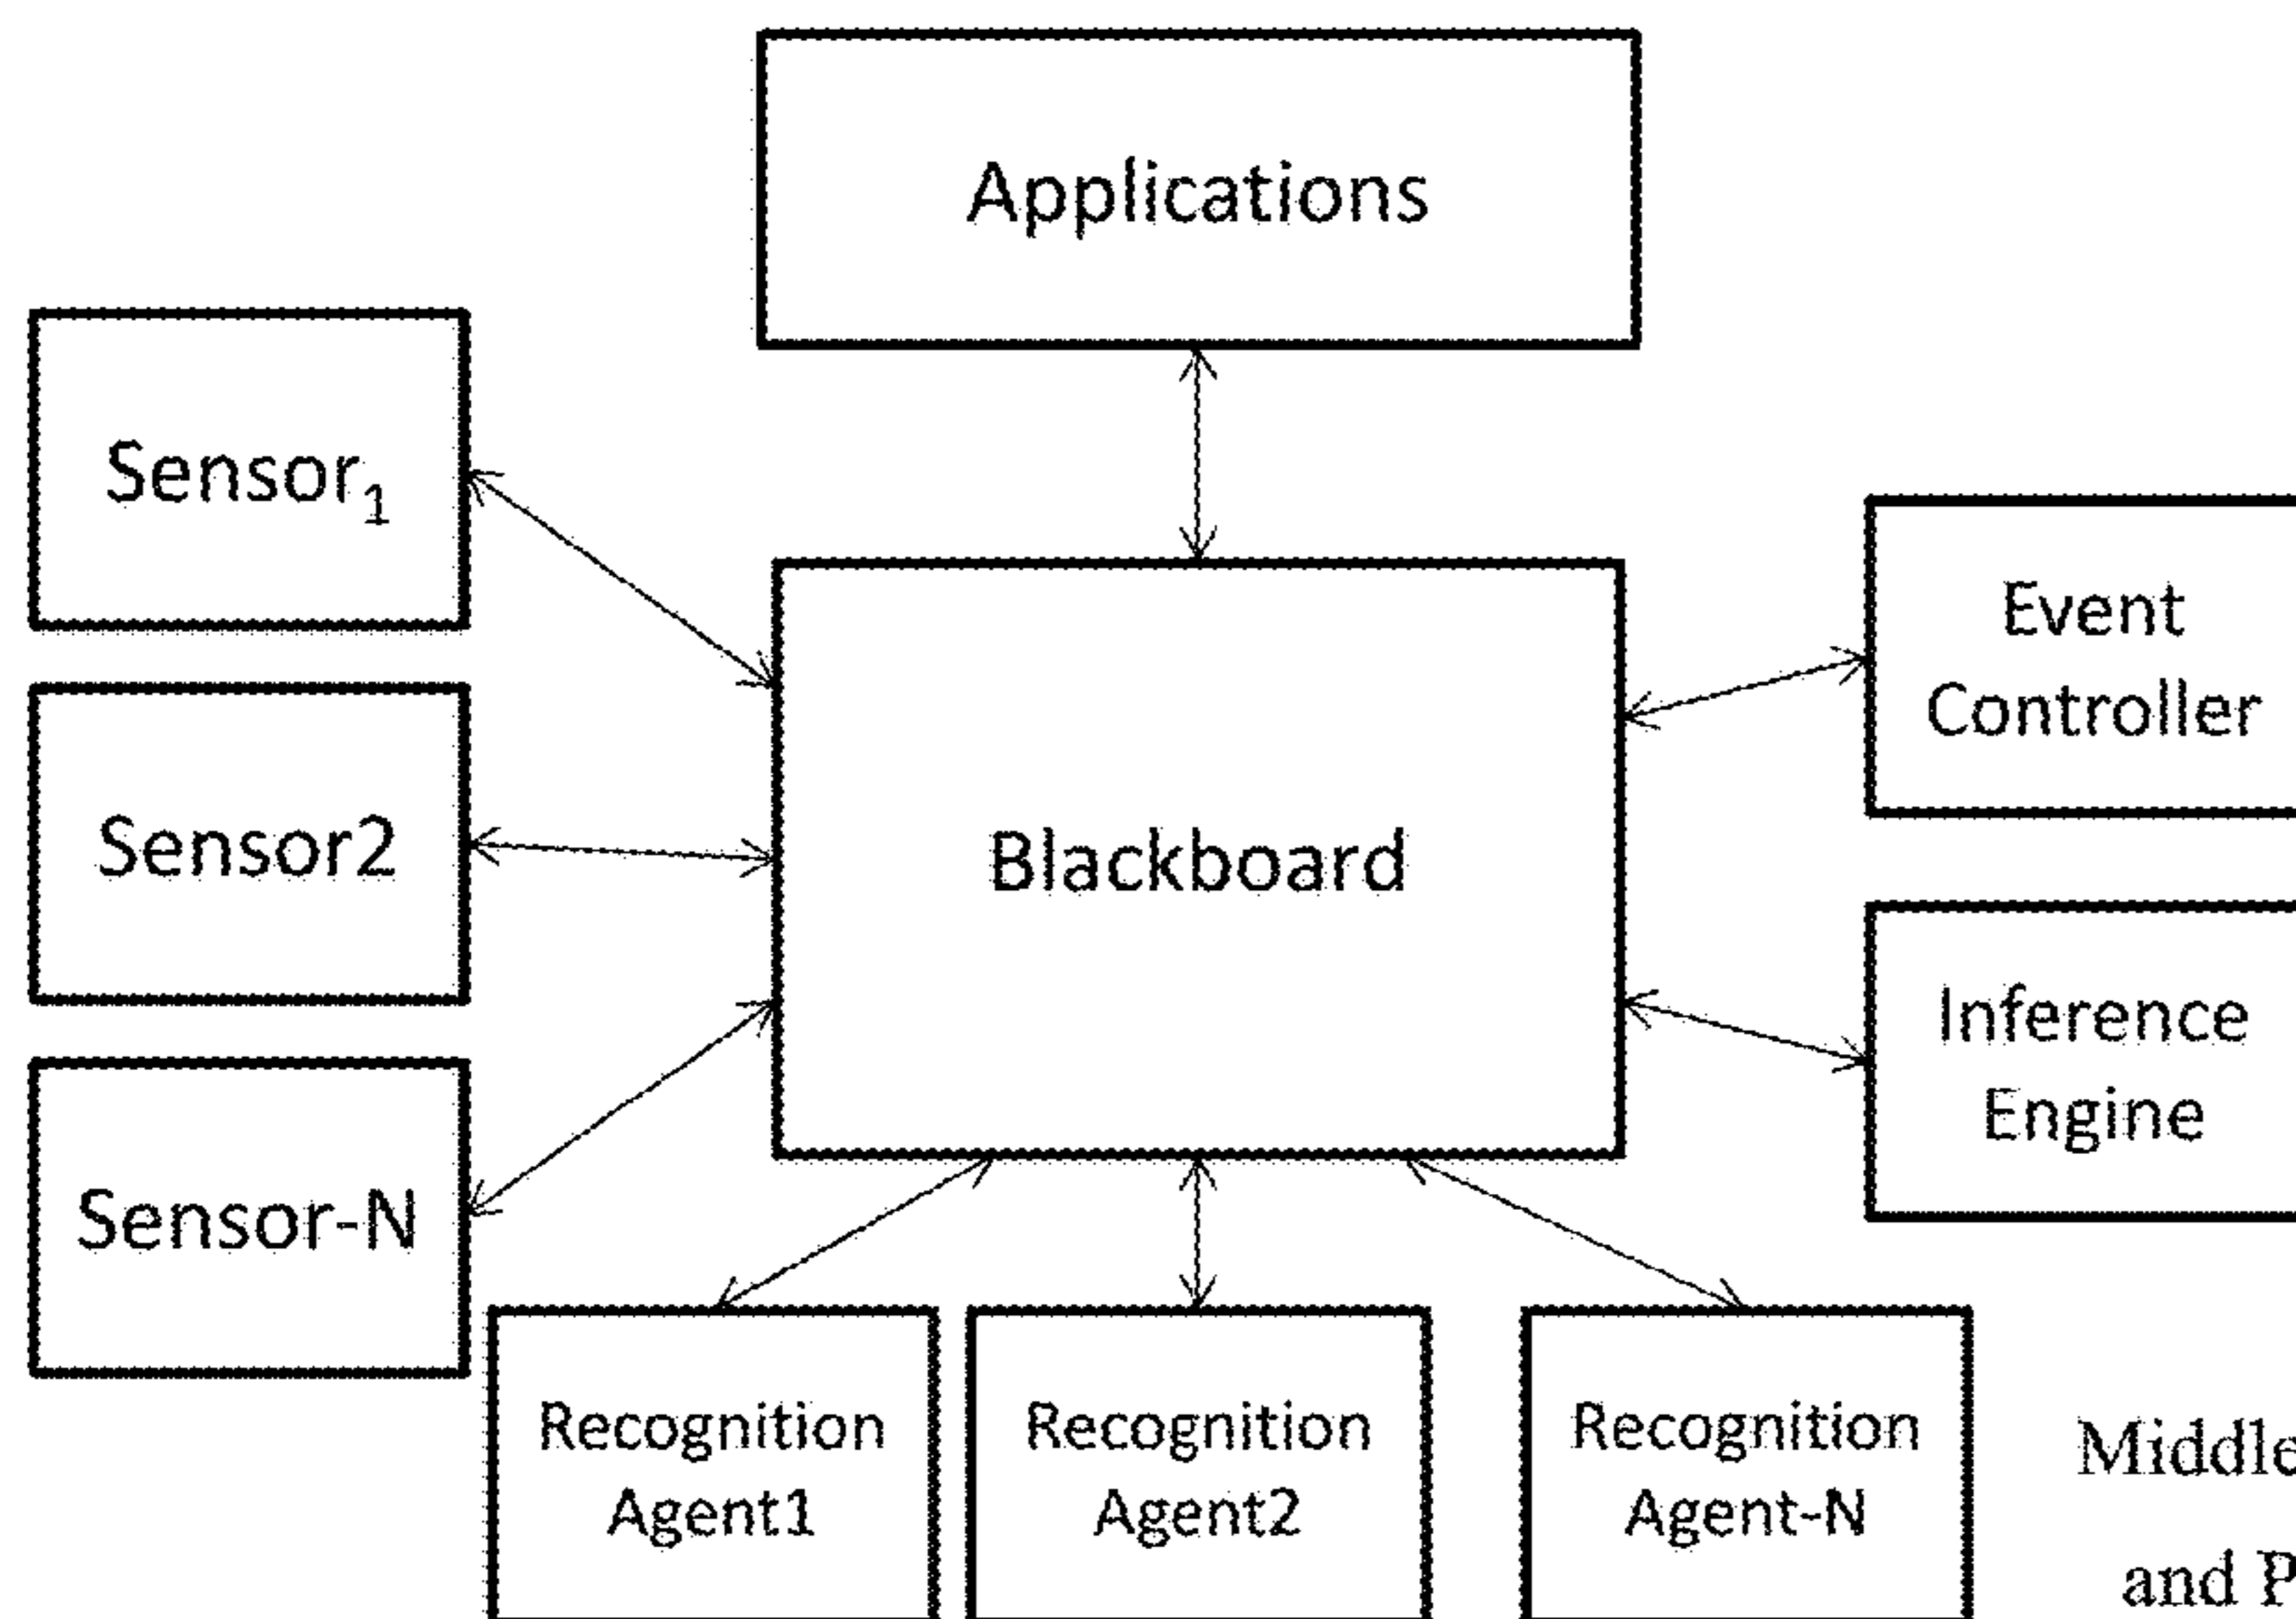 Applications
Sensor₁
Event
Controller
Sensor2
Blackboard
Inference
Engine
Sensor-N
Recognition
Agent1
Recognition
Agent2
Recognition
Agent-N
Middle
and P